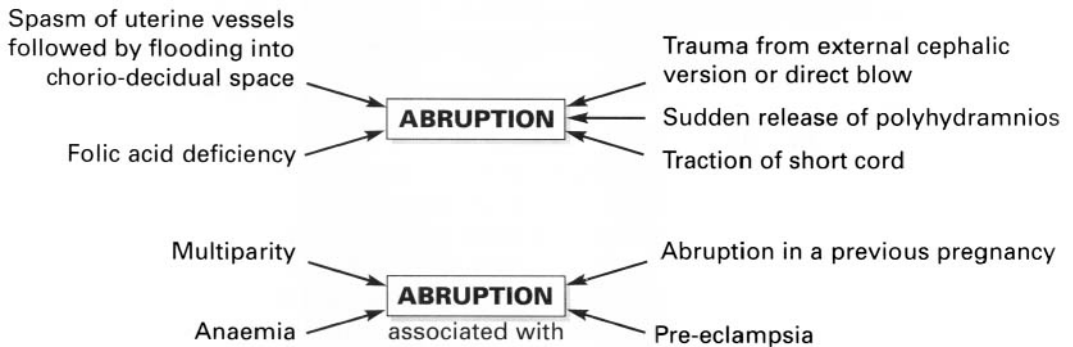 Spasm of uterine vessels
followed by flooding into
chorio-decidual space
Folic acid deficiency
ABRUPTION
Trauma from external cephalic
version or direct blow
Sudden release of polyhydramnios
Traction of short cord
Multiparity
Anaemia
ABRUPTION
associated with
Abruption in a previous pregnancy
Pre-eclampsia